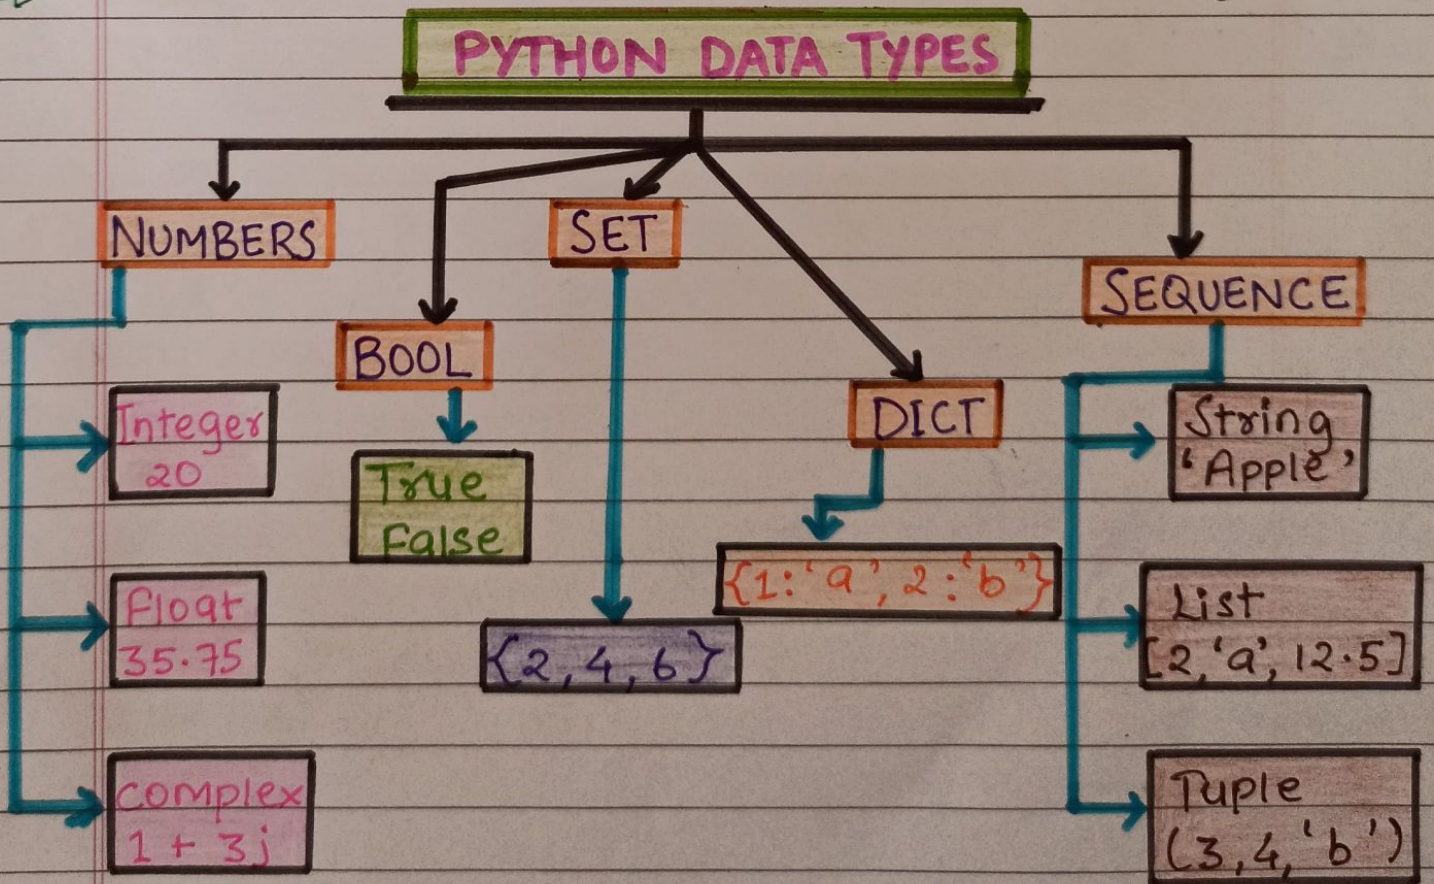 PYTHON DATA TYPES
NUMBERS
Integer
20
Float
35.75
complex
1 + 3j
BOOL
True
False
SET
{2, 4, 6}
DICT
{1:'a', 2:'b'}
SEQUENCE
String
'Apple'
List
[2, 'a', 12.5]
Tuple
(3, 4, 'b')